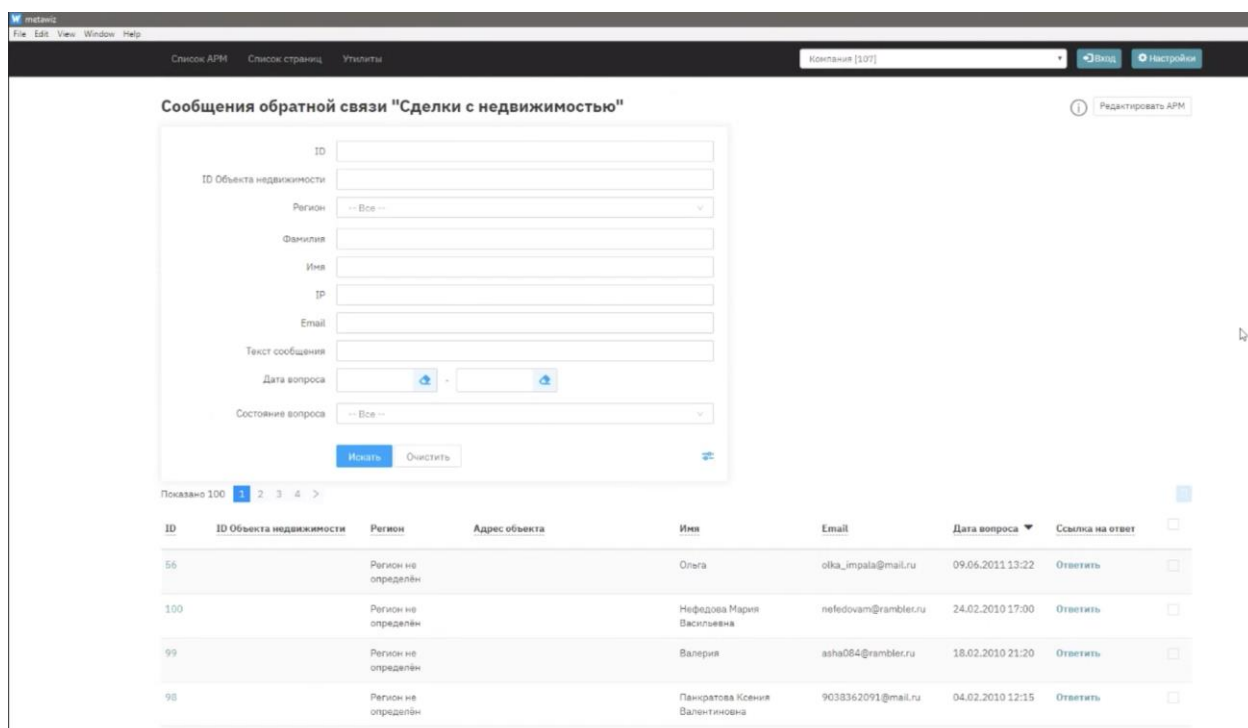 metawiz
File Edit View Window Help
Список АРМ Список страниц Утилиты Компания [107] Вход Настройки
Сообщения обратной связи "Сделки с недвижимостью" Редактировать АРМ
ID
ID Объекта недвижимости
Регион -- Все --
Фамилия
Имя
IP
Email
Текст сообщения
Дата вопроса -
Состояние вопроса -- Все --
Искать Очистить
Показано 100 1 2 3 4 >
ID ID Объекта недвижимости Регион Адрес объекта Имя Email Дата вопроса Ссылка на ответ
56 Регион не Ольга olka_impala@mail.ru 09.06.2011 13:22 Ответить
определён
100 Регион не Нефедова Мария nefedovam@rambler.ru 24.02.2010 17:00 Ответить
определён Васильевна
99 Регион не Валерия asha084@rambler.ru 18.02.2010 21:20 Ответить
определён
98 Регион не Панкратова Ксения 9038362091@mail.ru 04.02.2010 12:15 Ответить
определён Валентиновна